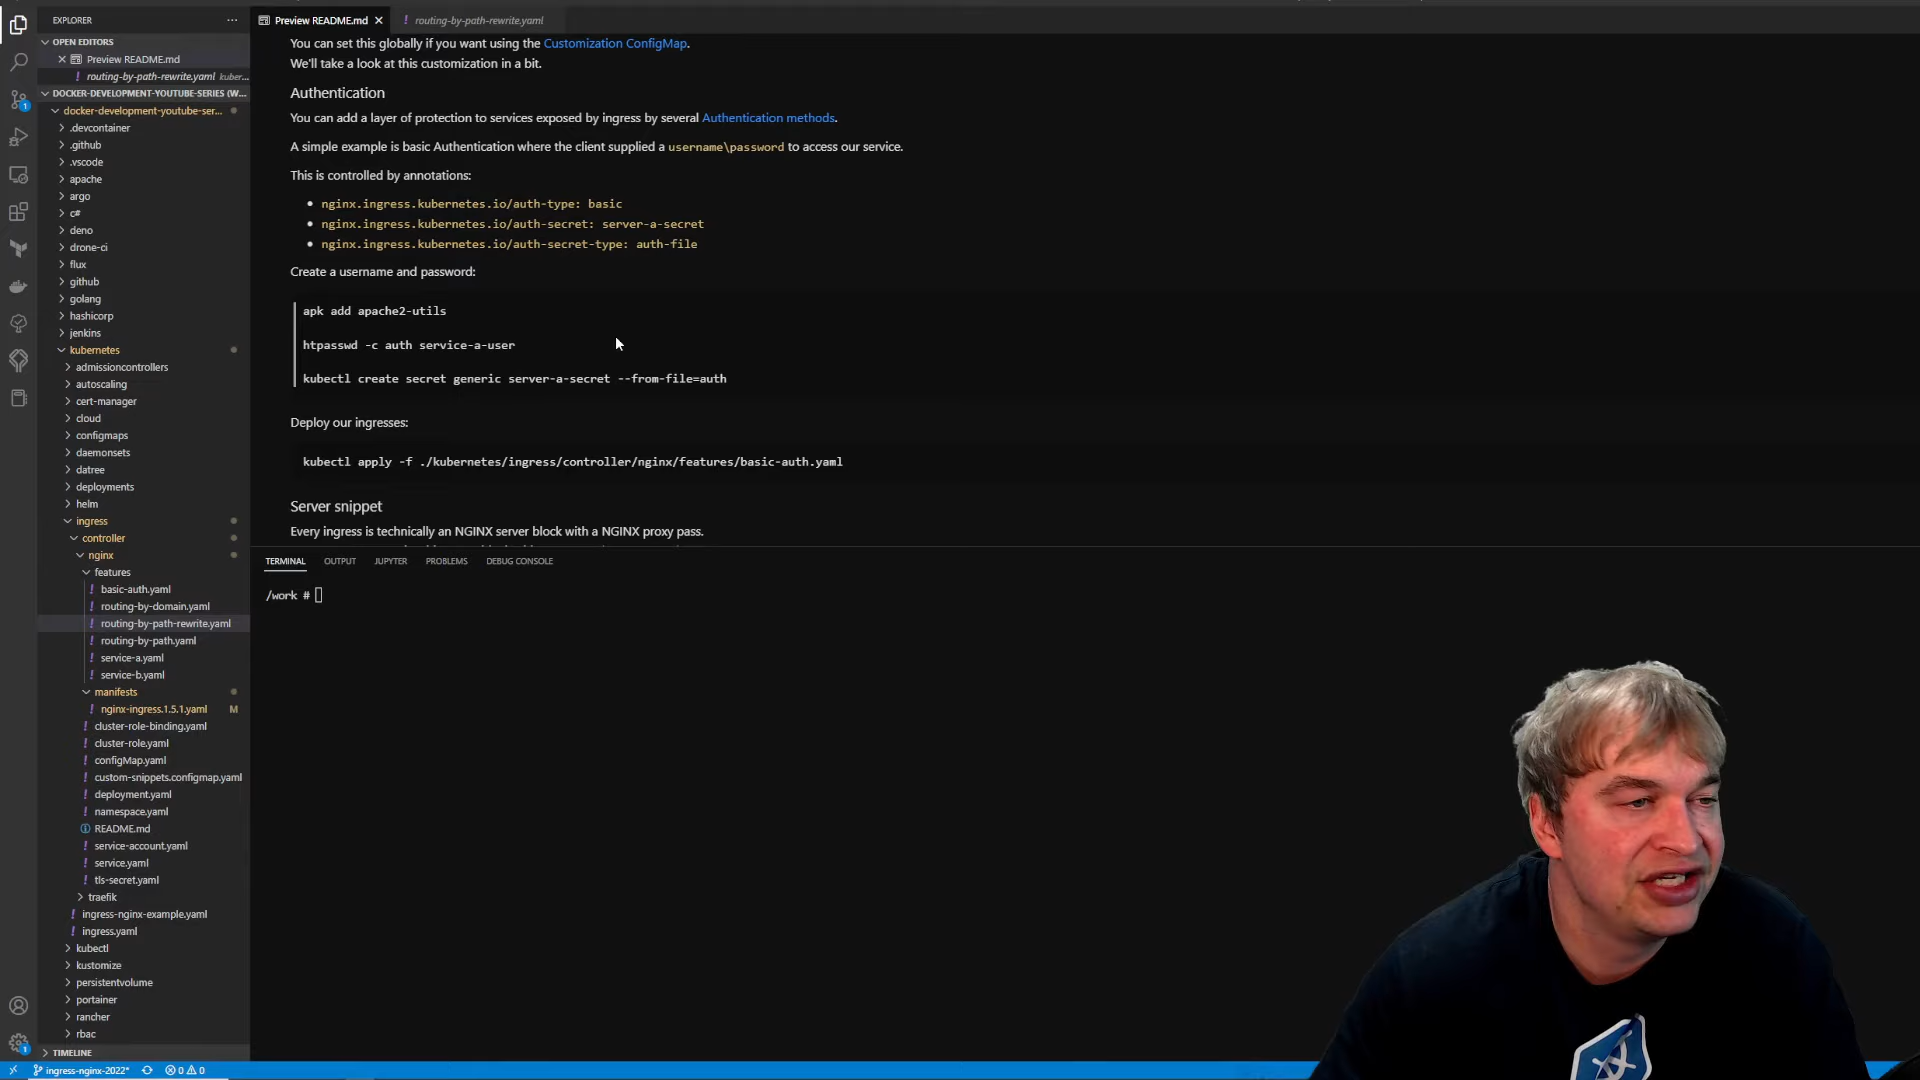 EXPLORER
OPEN EDITORS
Preview README.md
routing-by-path-rewrite.yaml kuber...
DOCKER-DEVELOPMENT-YOUTUBE-SERIES (W...
docker-development-youtube-ser...
.devcontainer
.github
.vscode
apache
argo
c#
deno
drone-ci
flux
github
golang
hashicorp
jenkins
kubernetes
admissioncontrollers
autoscaling
cert-manager
cloud
configmaps
daemonsets
datree
deployments
helm
ingress
controller
nginx
features
basic-auth.yaml
routing-by-domain.yaml
routing-by-path-rewrite.yaml
routing-by-path.yaml
service-a.yaml
service-b.yaml
manifests
nginx-ingress.1.5.1.yaml M
cluster-role-binding.yaml
cluster-role.yaml
configMap.yaml
custom-snippets.configmap.yaml
deployment.yaml
namespace.yaml
README.md
service-account.yaml
service.yaml
tls-secret.yaml
traefik
ingress-nginx-example.yaml
ingress.yaml
kubectl
kustomize
persistentvolume
portainer
rancher
rbac
TIMELINE
ingress-nginx-2022* 0 0
Preview README.md
routing-by-path-rewrite.yaml
You can set this globally if you want using the Customization ConfigMap.
We'll take a look at this customization in a bit.
Authentication
You can add a layer of protection to services exposed by ingress by several Authentication methods.
A simple example is basic Authentication where the client supplied a username\password to access our service.
This is controlled by annotations:
nginx.ingress.kubernetes.io/auth-type: basic
nginx.ingress.kubernetes.io/auth-secret: server-a-secret
nginx.ingress.kubernetes.io/auth-secret-type: auth-file
Create a username and password:
apk add apache2-utils
htpasswd -c auth service-a-user
kubectl create secret generic server-a-secret --from-file=auth
Deploy our ingresses:
kubectl apply -f ./kubernetes/ingress/controller/nginx/features/basic-auth.yaml
Server snippet
Every ingress is technically an NGINX server block with a NGINX proxy pass.
TERMINAL
OUTPUT
JUPYTER
PROBLEMS
DEBUG CONSOLE
/work #